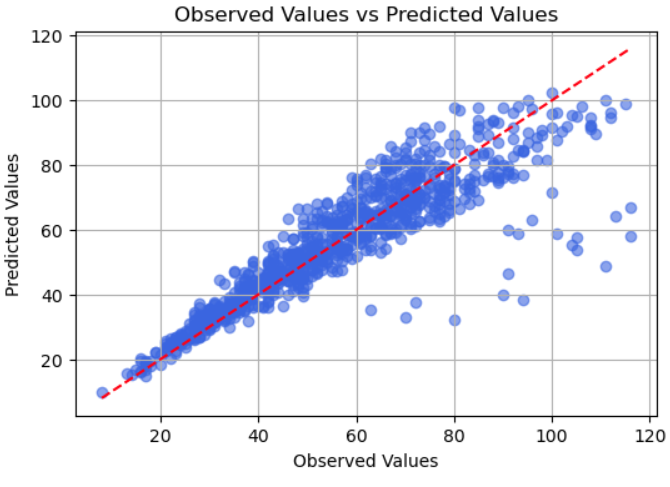 Observed Values vs Predicted Values
120
100
80
60
40
20
Predicted Values
20 40 60 80 100 120
Observed Values